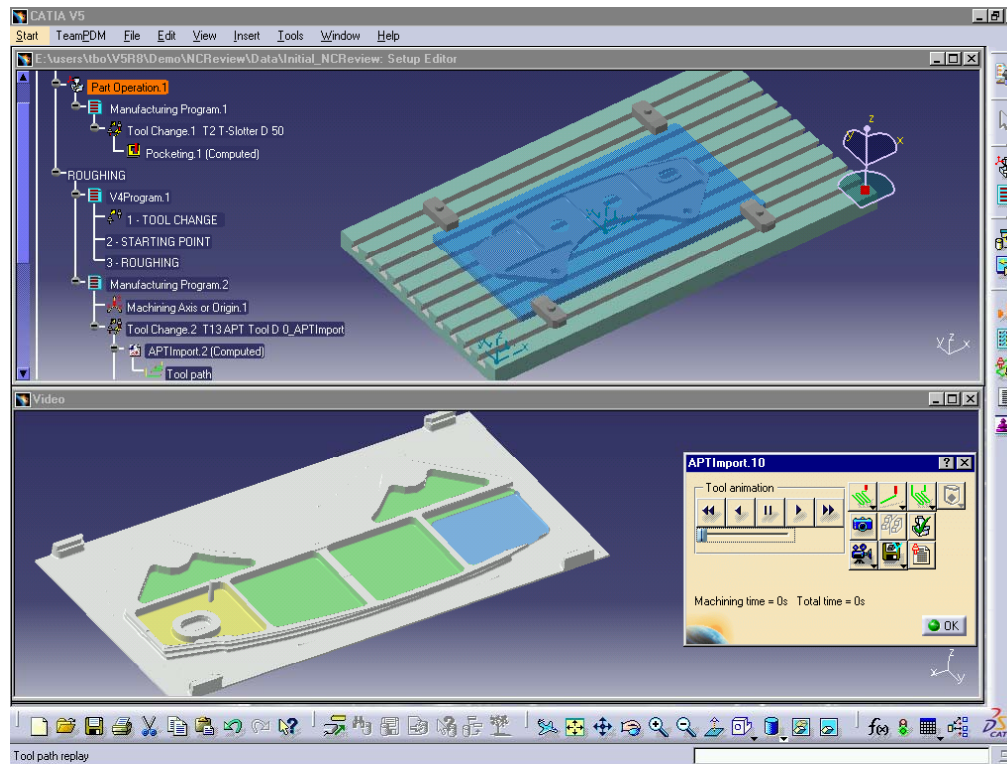 CATIA V5
Start TeamPDM File Edit View Insert Tools Window Help
E:\users\tbo\V5R8\Demo\NCReview\Data\Initial_NCReview: Setup Editor
Part Operation.1
Manufacturing Program.1
Tool Change.1 T2 T-Slotter D 50
Pocketing.1 (Computed)
ROUGHING
V4Program.1
1 - TOOL CHANGE
2 - STARTING POINT
3 - ROUGHING
Manufacturing Program.2
Machining Axis or Origin.1
Tool Change.2 T13 APT Tool D 0_APTImport
APTImport.2 (Computed)
Tool path
z
y
x
y z x
Video
APTImport.10
Tool animation
Machining time = 0s Total time = 0s
OK
z
x y
f(x)
CAT
Tool path replay